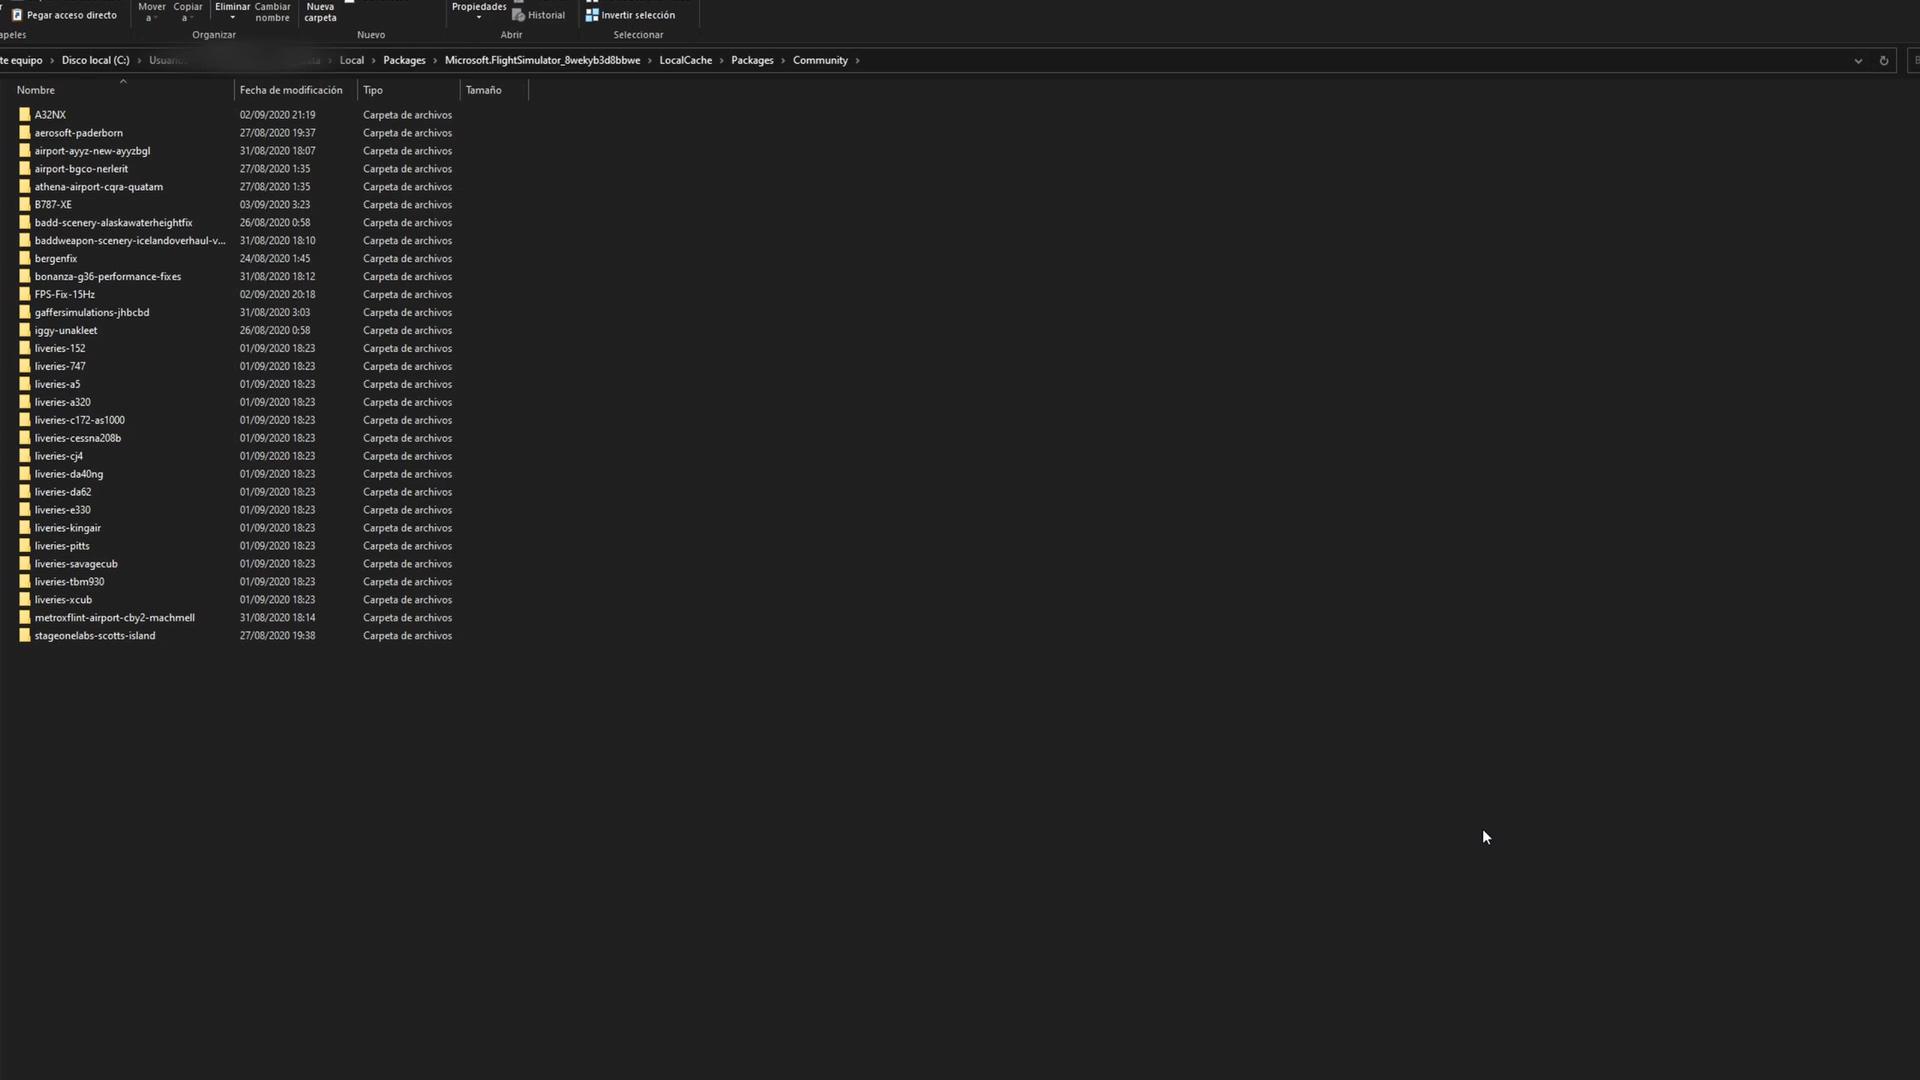 Pegar acceso directo
Mover a
Copiar a
Eliminar
Cambiar nombre
Nueva carpeta
Propiedades
Historial
Invertir selección
Organizar Nuevo Abrir Seleccionar
te equipo > Disco local (C:) > Local > Packages > Microsoft.FlightSimulator_8wekyb3d8bbwe > LocalCache > Packages > Community >
Nombre Fecha de modificación Tipo Tamaño
A32NX 02/09/2020 21:19 Carpeta de archivos
aerosoft-paderborn 27/08/2020 19:37 Carpeta de archivos
airport-ayyz-new-ayyzbgl 31/08/2020 18:07 Carpeta de archivos
airport-bgco-nerlerit 27/08/2020 1:35 Carpeta de archivos
athena-airport-cqra-quatam 27/08/2020 1:35 Carpeta de archivos
B787-XE 03/09/2020 3:23 Carpeta de archivos
badd-scenery-alaskawaterheightfix 26/08/2020 0:58 Carpeta de archivos
baddweapon-scenery-icelandoverhaul-v... 31/08/2020 18:10 Carpeta de archivos
bergenfix 24/08/2020 1:45 Carpeta de archivos
bonanza-g36-performance-fixes 31/08/2020 18:12 Carpeta de archivos
FPS-Fix-15Hz 02/09/2020 20:18 Carpeta de archivos
gaffersimulations-jhbcbd 31/08/2020 3:03 Carpeta de archivos
iggy-unakleet 26/08/2020 0:58 Carpeta de archivos
liveries-152 01/09/2020 18:23 Carpeta de archivos
liveries-747 01/09/2020 18:23 Carpeta de archivos
liveries-a5 01/09/2020 18:23 Carpeta de archivos
liveries-a320 01/09/2020 18:23 Carpeta de archivos
liveries-c172-as1000 01/09/2020 18:23 Carpeta de archivos
liveries-cessna208b 01/09/2020 18:23 Carpeta de archivos
liveries-cj4 01/09/2020 18:23 Carpeta de archivos
liveries-da40ng 01/09/2020 18:23 Carpeta de archivos
liveries-da62 01/09/2020 18:23 Carpeta de archivos
liveries-e330 01/09/2020 18:23 Carpeta de archivos
liveries-kingair 01/09/2020 18:23 Carpeta de archivos
liveries-pitts 01/09/2020 18:23 Carpeta de archivos
liveries-savagecub 01/09/2020 18:23 Carpeta de archivos
liveries-tbm930 01/09/2020 18:23 Carpeta de archivos
liveries-xcub 01/09/2020 18:23 Carpeta de archivos
metroxflint-airport-cby2-machmell 31/08/2020 18:14 Carpeta de archivos
stageonelabs-scotts-island 27/08/2020 19:38 Carpeta de archivos